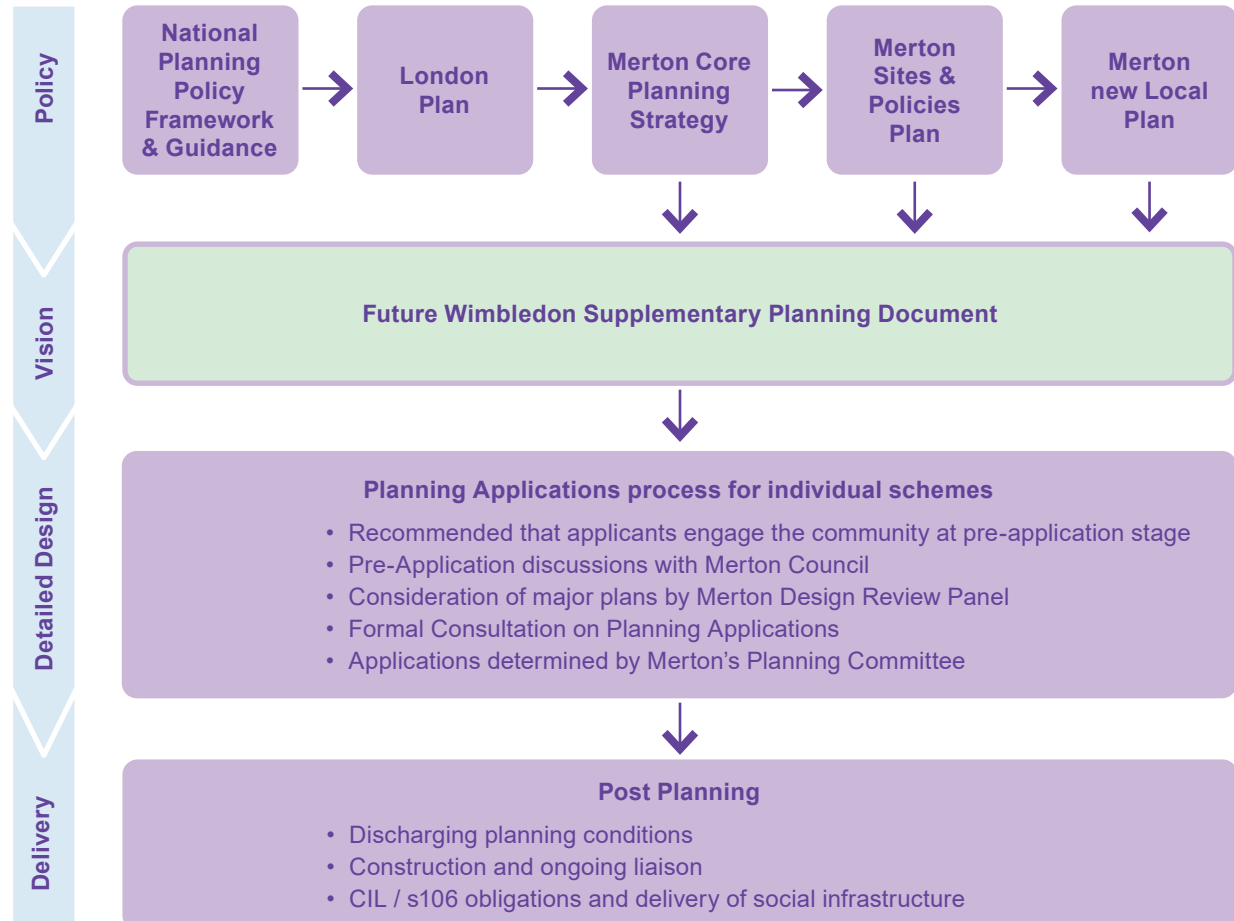 Policy
National
Planning
Policy
Framework
& Guidance
London
Plan
Merton Core
Planning
Strategy
Merton
Sites &
Policies
Plan
Merton
new Local
Plan
Vision
Future Wimbledon Supplementary Planning Document
Detailed Design
Planning Applications process for individual schemes
• Recommended that applicants engage the community at pre-application stage
• Pre-Application discussions with Merton Council
• Consideration of major plans by Merton Design Review Panel
• Formal Consultation on Planning Applications
• Applications determined by Merton’s Planning Committee
Delivery
Post Planning
• Discharging planning conditions
• Construction and ongoing liaison
• CIL / s106 obligations and delivery of social infrastructure